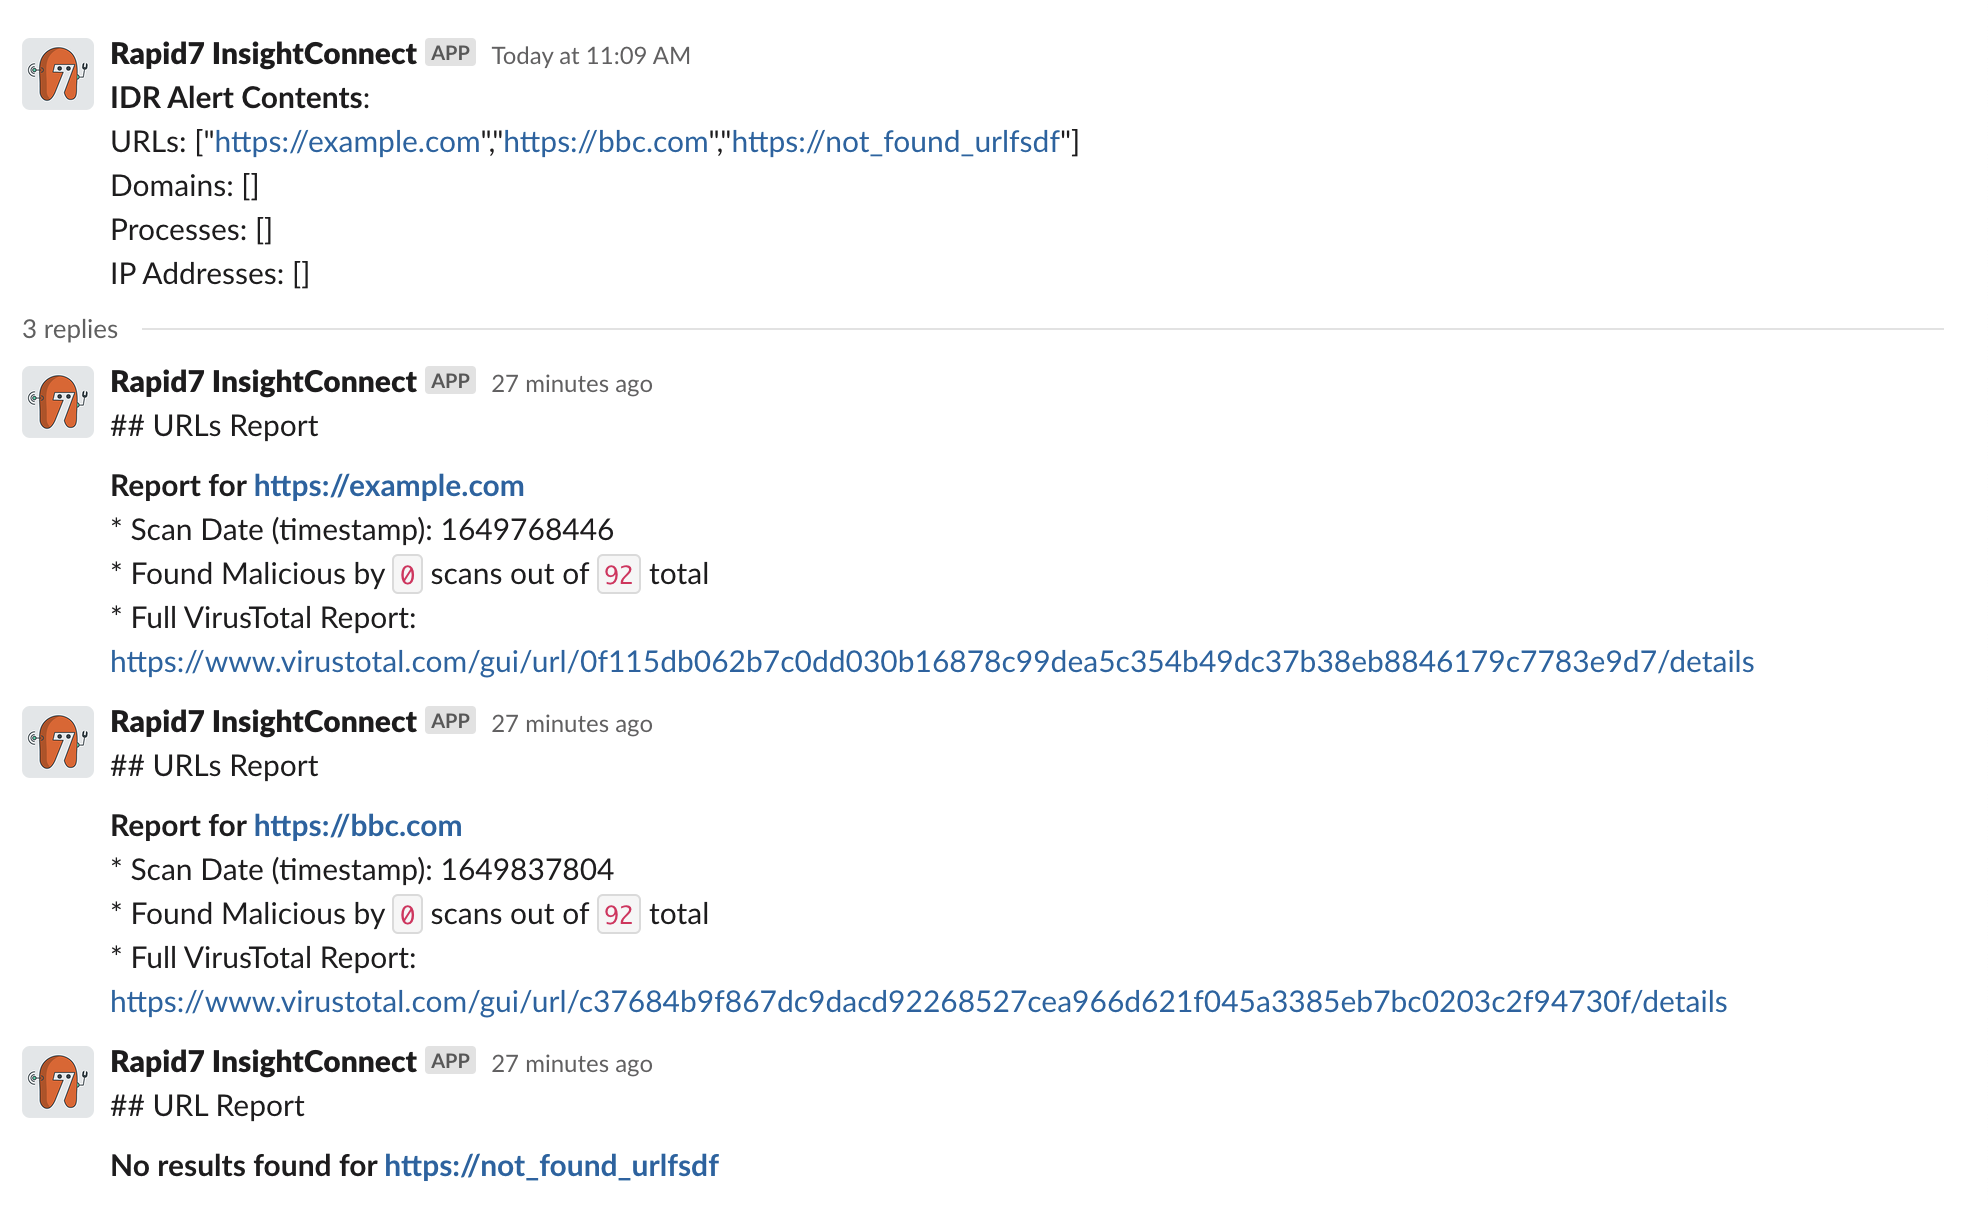 Rapid7 InsightConnect APP Today at 11:09 AM
IDR Alert Contents:
URLs: ["https://example.com"","https://bbc.com"","https://not_found_urlfsdf"]
Domains: []
Processes: []
IP Addresses: []
3 replies
Rapid7 InsightConnect APP 27 minutes ago
## URLs Report
Report for https://example.com
* Scan Date (timestamp): 1649768446
* Found Malicious by 0 scans out of 92 total
* Full VirusTotal Report:
https://www.virustotal.com/gui/url/0f115db062b7c0dd030b16878c99dea5c354b49dc37b38eb8846179c7783e9d7/details
Rapid7 InsightConnect APP 27 minutes ago
## URLs Report
Report for https://bbc.com
* Scan Date (timestamp): 1649837804
* Found Malicious by 0 scans out of 92 total
* Full VirusTotal Report:
https://www.virustotal.com/gui/url/c37684b9f867dc9dacd92268527cea966d621f045a3385eb7bc0203c2f94730f/details
Rapid7 InsightConnect APP 27 minutes ago
## URL Report
No results found for https://not_found_urlfsdf